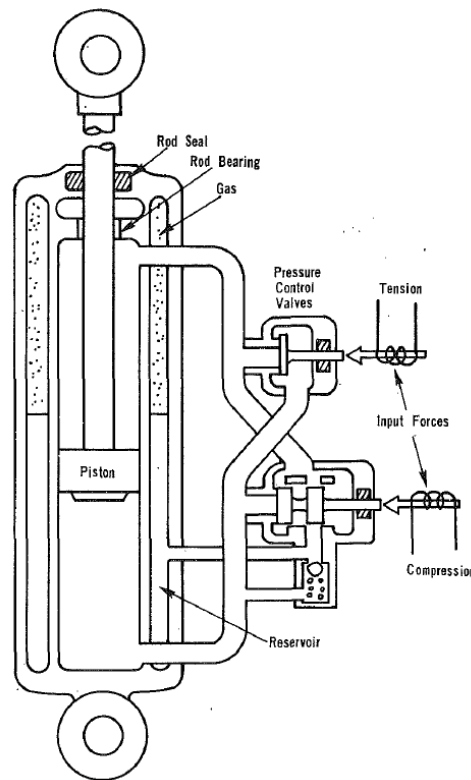 Rod Seal
Rod Bearing
Gas
Pressure
Control
Valves
Tension
Input Forces
Piston
Compression
Reservoir